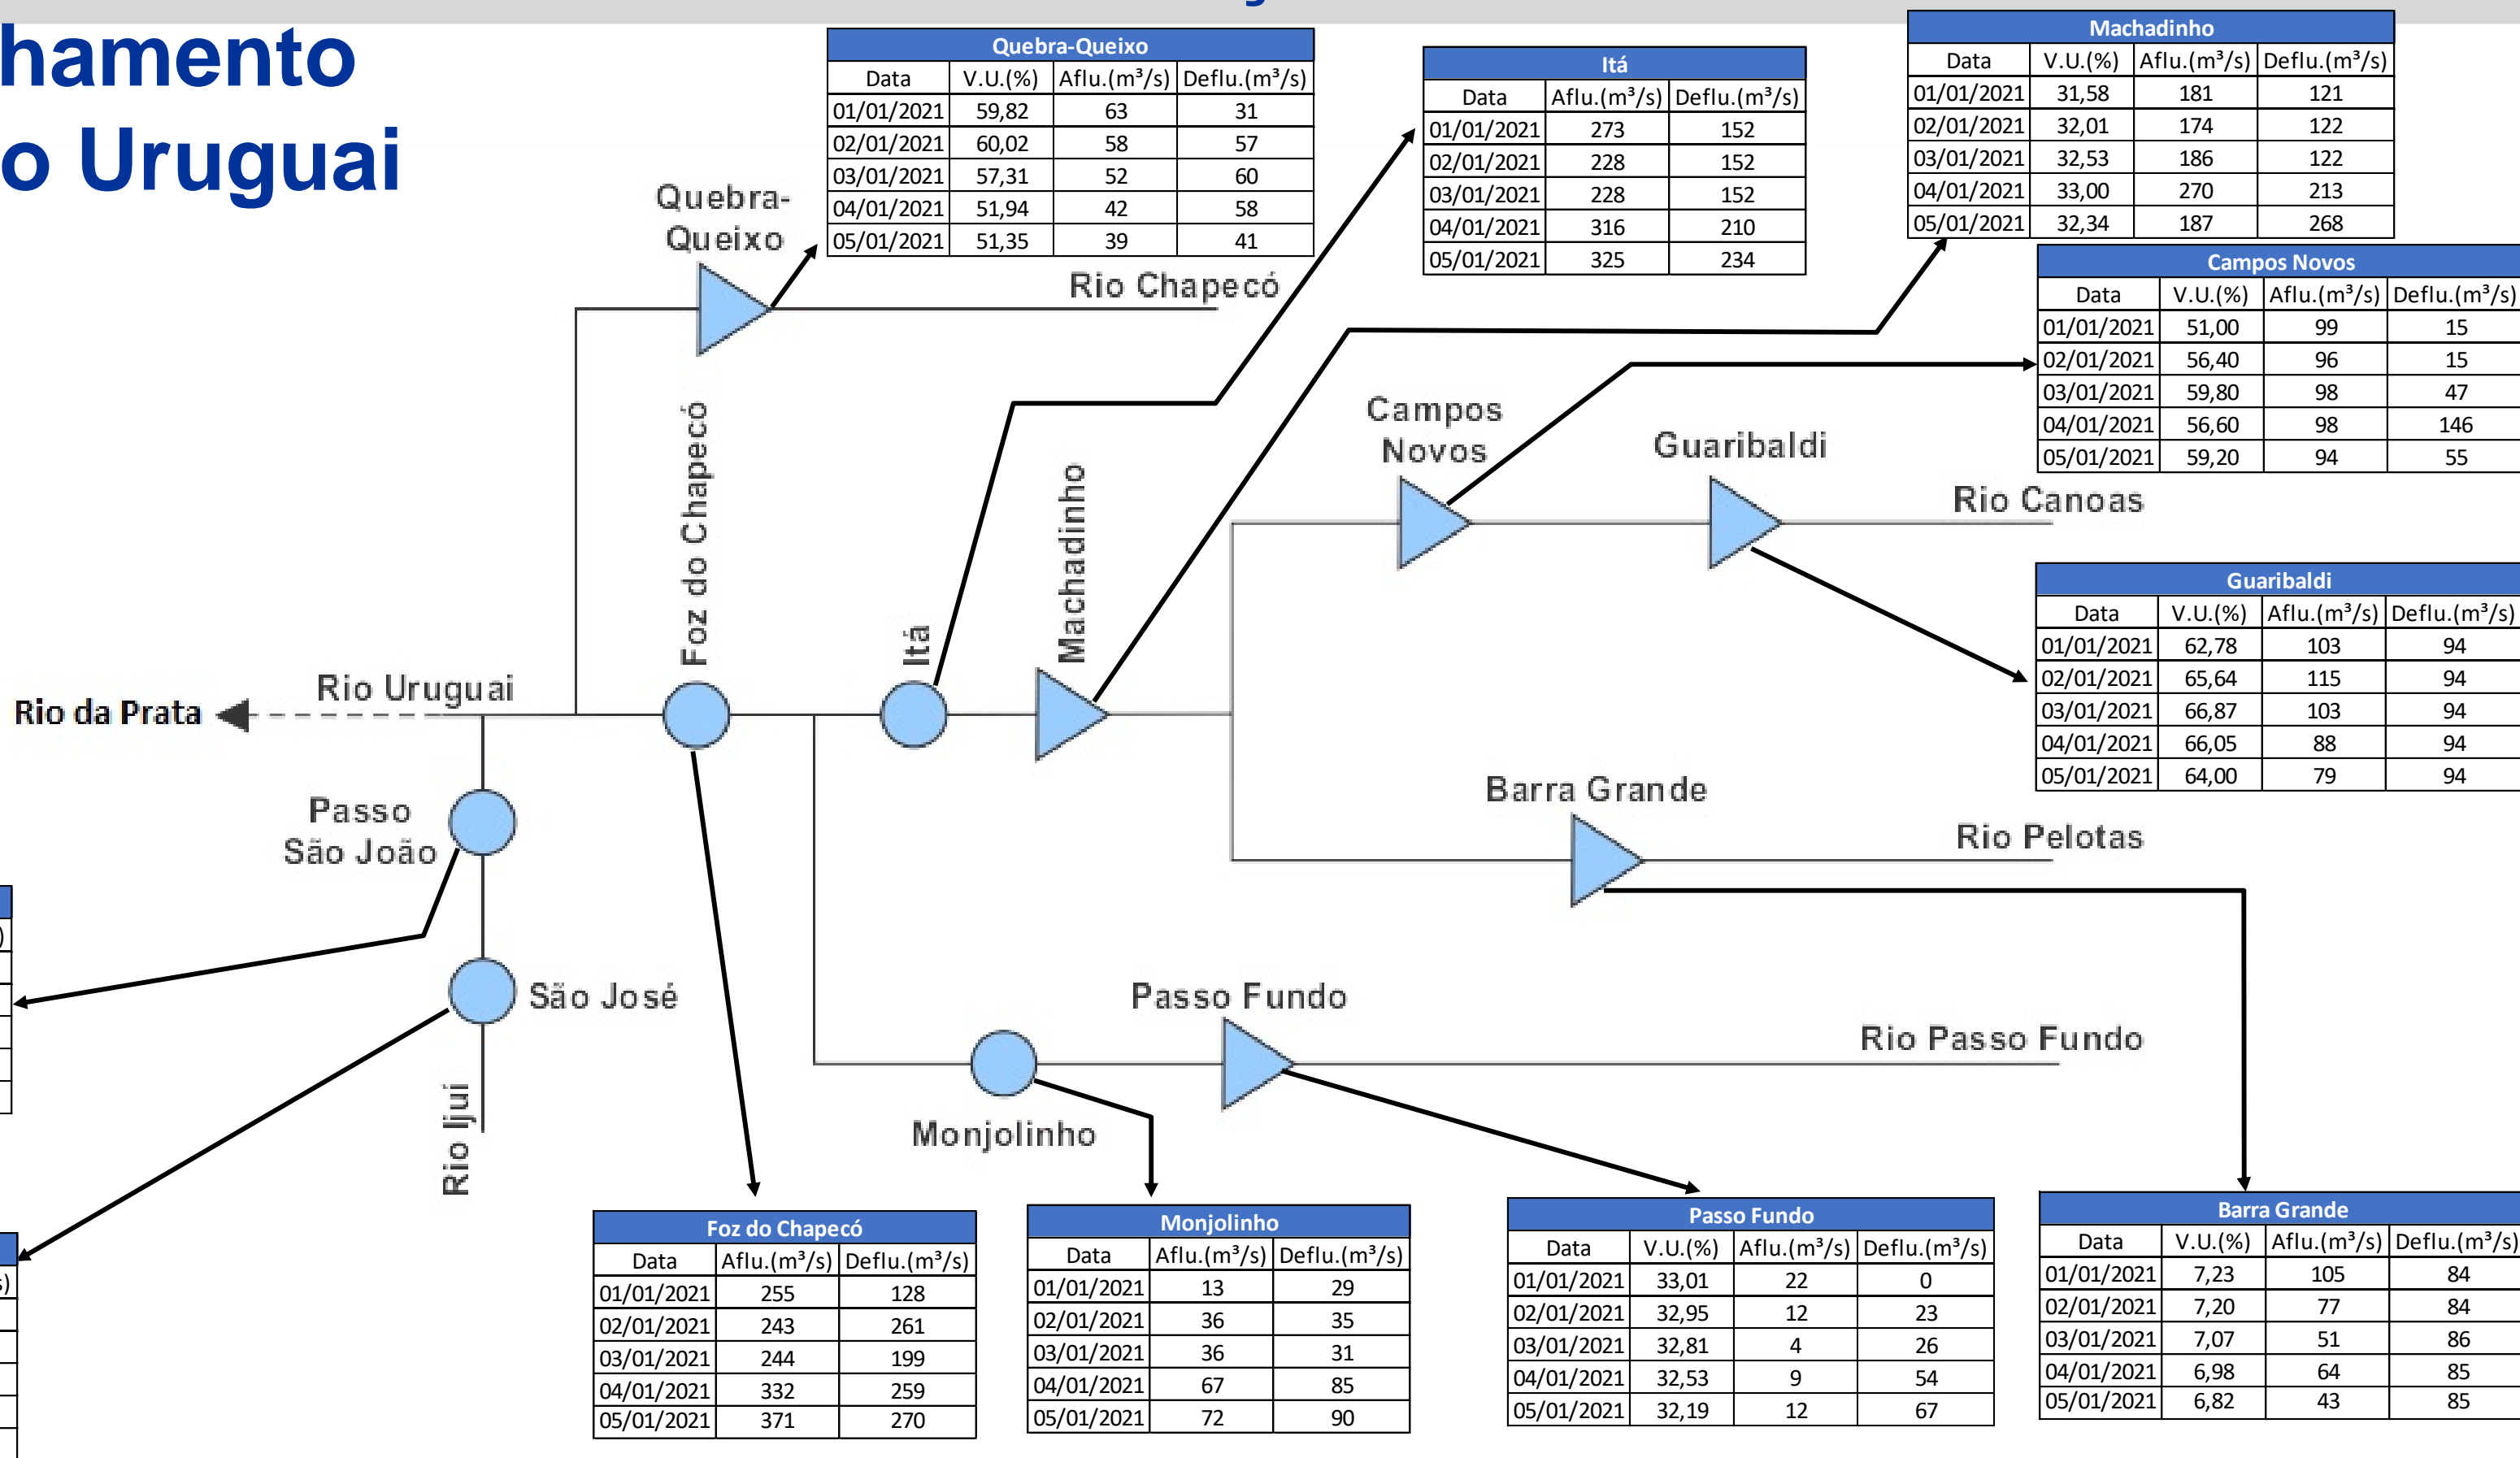 hamento
o Uruguai
Quebra-Queixo
Data V.U.(%) Aflu.(m³/s) Deflu.(m³/s)
01/01/2021 59,82 63 31
02/01/2021 60,02 58 57
03/01/2021 57,31 52 60
04/01/2021 51,94 42 58
05/01/2021 51,35 39 41
Itá
Data Aflu.(m³/s) Deflu.(m³/s)
01/01/2021 273 152
02/01/2021 228 152
03/01/2021 228 152
04/01/2021 316 210
05/01/2021 325 234
Machadinho
Data V.U.(%) Aflu.(m³/s) Deflu.(m³/s)
01/01/2021 31,58 181 121
02/01/2021 32,01 174 122
03/01/2021 32,53 186 122
04/01/2021 33,00 270 213
05/01/2021 32,34 187 268
Campos Novos
Data V.U.(%) Aflu.(m³/s) Deflu.(m³/s)
01/01/2021 51,00 99 15
02/01/2021 56,40 96 15
03/01/2021 59,80 98 47
04/01/2021 56,60 98 146
05/01/2021 59,20 94 55
Quebra-
Queixo
Rio Chapecó
Foz do Chapecó
Itá
Machadinho
Campos
Novos
Guaribaldi
Rio Canoas
Guaribaldi
Data V.U.(%) Aflu.(m³/s) Deflu.(m³/s)
01/01/2021 62,78 103 94
02/01/2021 65,64 115 94
03/01/2021 66,87 103 94
04/01/2021 66,05 88 94
05/01/2021 64,00 79 94
Rio da Prata
Rio Uruguai
Passo
São João
Barra Grande
Rio Pelotas
São José
Rio Ijui
Passo Fundo
Rio Passo Fundo
Monjolinho
Foz do Chapecó
Data Aflu.(m³/s) Deflu.(m³/s)
01/01/2021 255 128
02/01/2021 243 261
03/01/2021 244 199
04/01/2021 332 259
05/01/2021 371 270
Monjolinho
Data Aflu.(m³/s) Deflu.(m³/s)
01/01/2021 13 29
02/01/2021 36 35
03/01/2021 36 31
04/01/2021 67 85
05/01/2021 72 90
Passo Fundo
Data V.U.(%) Aflu.(m³/s) Deflu.(m³/s)
01/01/2021 33,01 22 0
02/01/2021 32,95 12 23
03/01/2021 32,81 4 26
04/01/2021 32,53 9 54
05/01/2021 32,19 12 67
Barra Grande
Data V.U.(%) Aflu.(m³/s) Deflu.(m³/s)
01/01/2021 7,23 105 84
02/01/2021 7,20 77 84
03/01/2021 7,07 51 86
04/01/2021 6,98 64 85
05/01/2021 6,82 43 85